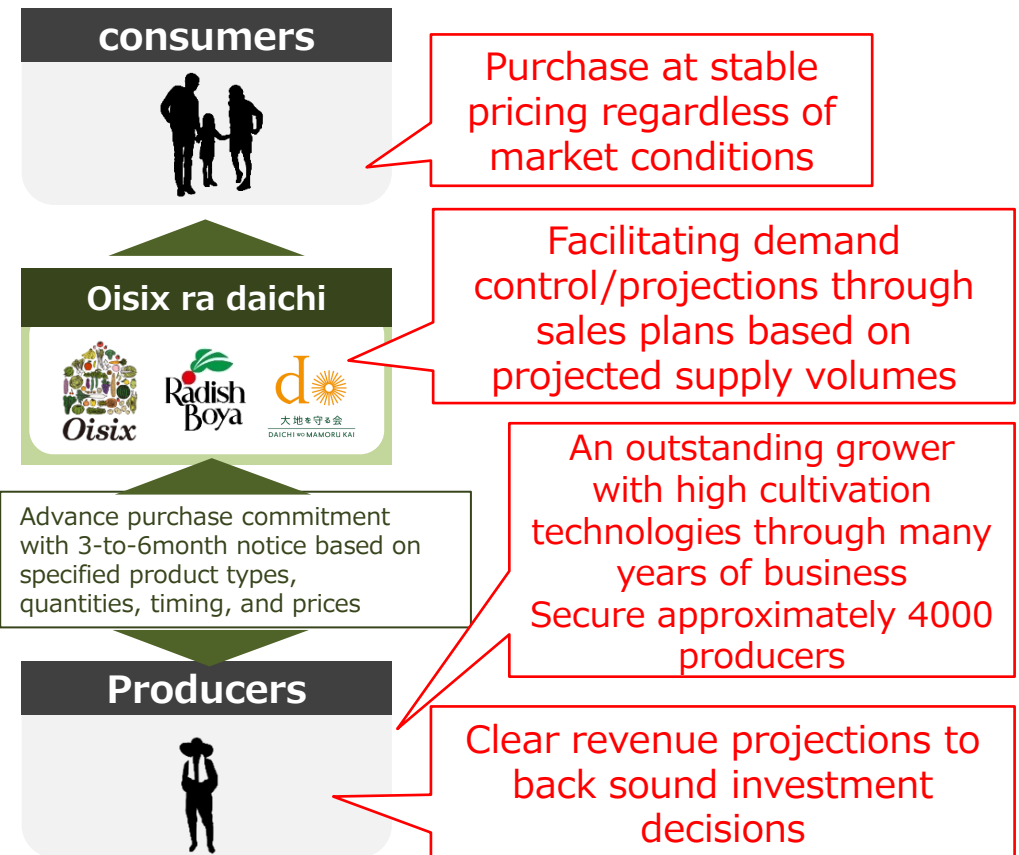 consumers
Purchase at stable
pricing regardless of
market conditions
Oisix ra daichi
Oisix
Radish
Boya
do
大地を守る会
DAICHI WO MAMORU KAI
Facilitating demand
control/projections through
sales plans based on
projected supply volumes
Advance purchase commitment
with 3-to-6month notice based on
specified product types,
quantities, timing, and prices
An outstanding grower
with high cultivation
technologies through many
years of business
Secure approximately 4000
producers
Producers
Clear revenue projections to
back sound investment
decisions